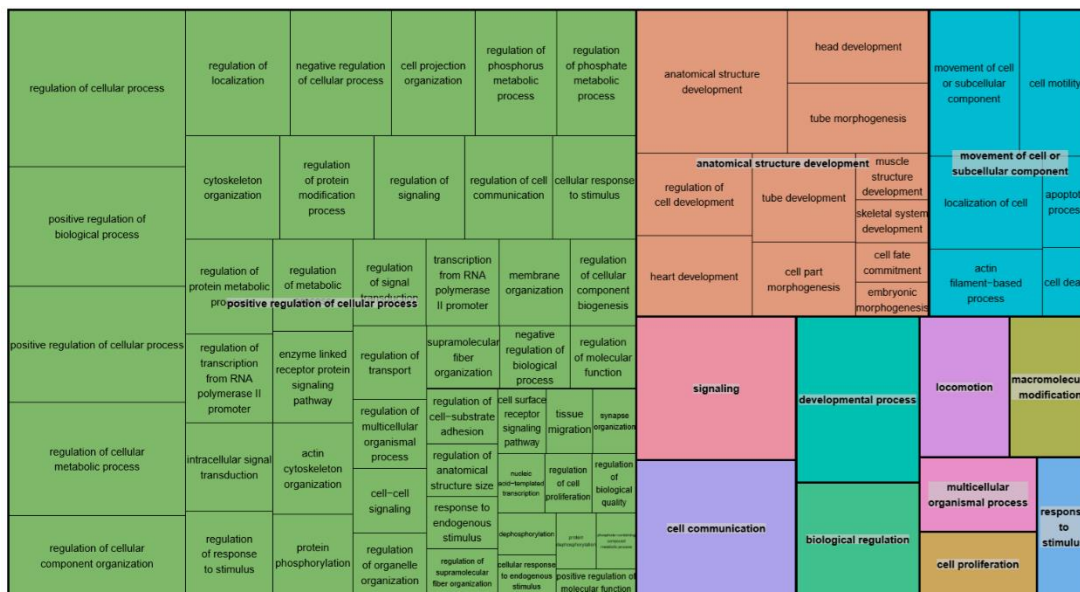 regulation of cellular process
positive regulation of
biological process
positive regulation of cellular process
regulation of cellular
metabolic process
regulation of cellular
component organization
regulation of
localization
negative regulation
of cellular process
cell projection
organization
regulation of
phosphorus
metabolic
process
regulation
of phosphate
metabolic
process
cytoskeleton
organization
regulation
of protein
modification
process
regulation of
signaling
regulation of cell
communication
cellular response
to stimulus
regulation of
protein metabolic
regulation of
metabolic
regulation
of signal
transduction
positive regulation of cellular process
transcription
from RNA
polymerase
II promoter
membrane
organization
regulation
of cellular
component
biogenesis
regulation of
transcription
from RNA
polymerase II
promoter
enzyme linked
receptor protein
signaling
pathway
regulation of
transport
supramolecular
fiber
organization
negative
regulation of
biological
process
regulation
of molecular
function
intracellular signal
transduction
actin
cytoskeleton
organization
regulation of
multicellular
organismal
process
regulation of
cell−substrate
adhesion
cell surface
receptor
signaling
pathway
tissue
migration
synapse
organization
cell−cell
signaling
regulation of
anatomical
structure size
nucleic
acid−templated
transcription
regulation
of cell
proliferation
regulation
of
biological
quality
regulation
of response
to stimulus
protein
phosphorylation
regulation
of organelle
organization
response to
endogenous
stimulus
regulation of
supramolecular
fiber organization
dephosphorylation
protein
dephosphorylation
cellular response
to endogenous
stimulus
positive regulation of
molecular function
anatomical structure
development
head development
tube morphogenesis
anatomical structure development
regulation of
cell development
tube development
muscle
structure
development
skeletal system
development
heart development
cell part
morphogenesis
cell fate
commitment
embryonic
morphogenesis
movement of cell
or subcellular
component
cell motility
movement of cell or
subcellular component
localization of cell
actin
filament−based
process
cell dea
signaling
cell communication
developmental process
biological regulation
locomotion
macromolecu
modification
multicellular
organismal process
cell proliferation
response
to
stimulus